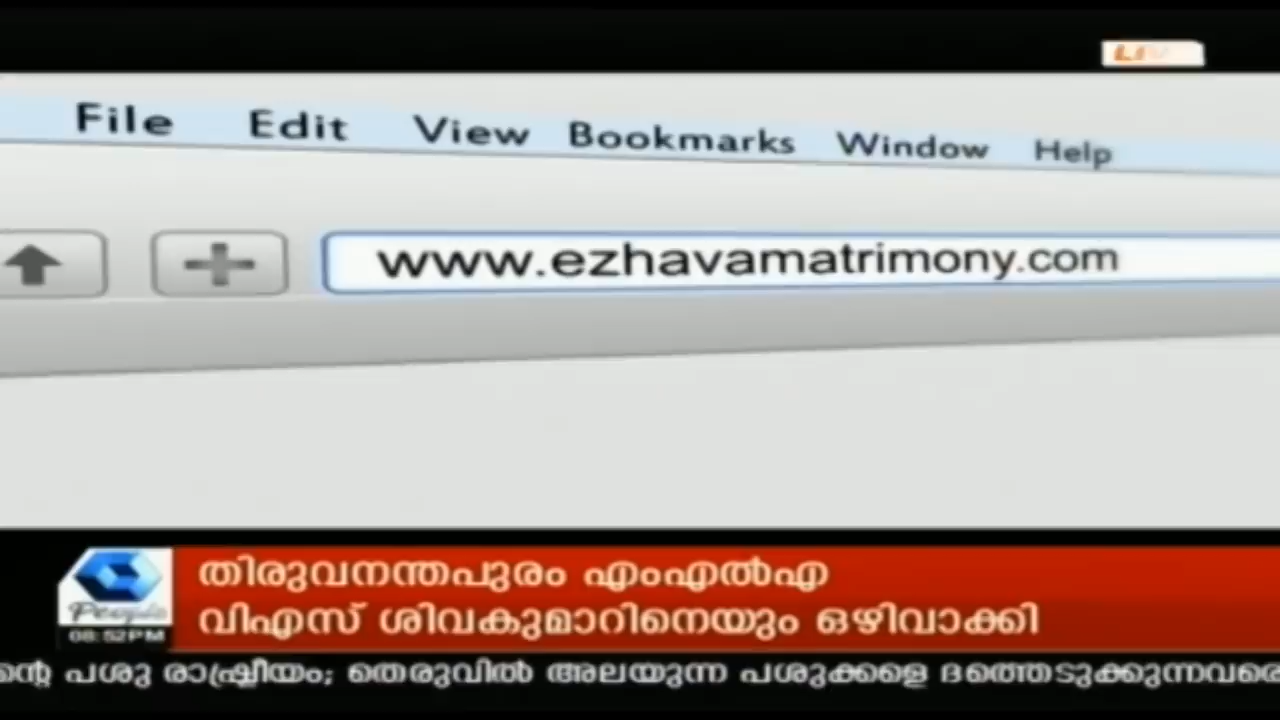 File Edit View Bookmarks Window Help
www.ezhavamatrimony.com
തിരുവനന്തപുരം എംഎൽഎ
വിഎസ് ശിവകുമാറിനെയും ഒഴിവാക്കി
People
08:52PM
പശു രാഷ്ട്രീയം; തെരുവിൽ അലയുന്ന പശുക്കളെ ദത്തെടുക്കുന്നവരെ